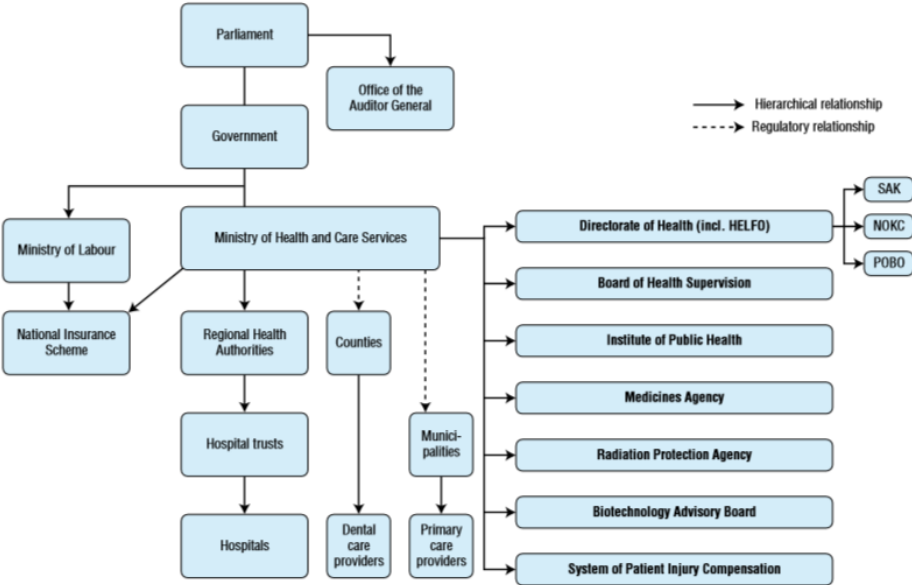 Parliament
Office of the
Auditor General
Hierarchical relationship
Regulatory relationship
Government
Ministry of Labour
Ministry of Health and Care Services
Directorate of Health (incl. HELFO)
SAK
NOKC
POBO
Board of Health Supervision
National Insurance
Scheme
Regional Health
Authorities
Counties
Institute of Public Health
Medicines Agency
Hospital trusts
Munici-
palities
Radiation Protection Agency
Biotechnology Advisory Board
Hospitals
Dental
care
providers
Primary
care
providers
System of Patient Injury Compensation